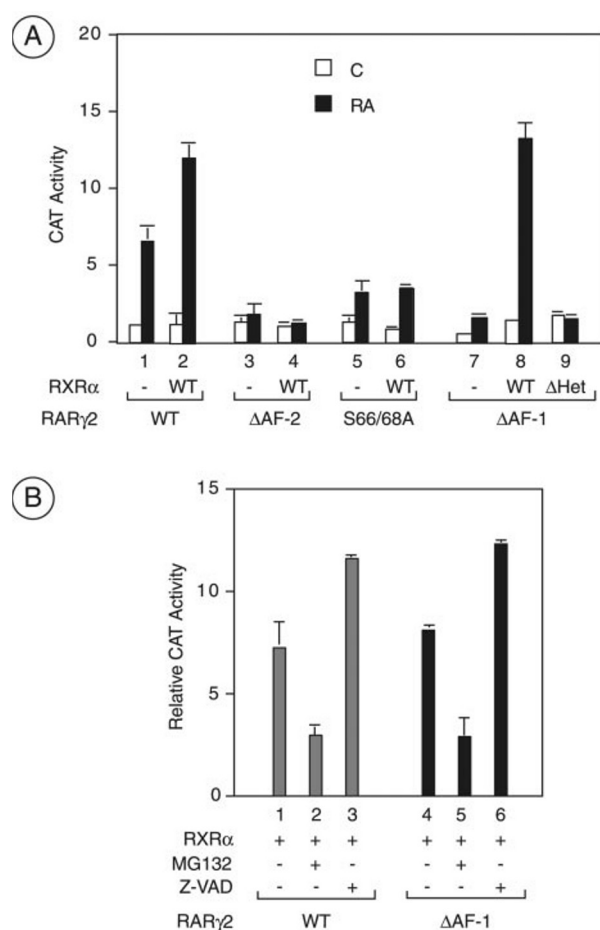 A
20
15
10
5
0
CAT Activity
C
RA
1 2 3 4 5 6 7 8 9
RXRα - WT - WT - WT - WT ΔHet
RARγ2 WT ΔAF-2 S66/68A ΔAF-1
B
15
10
5
0
Relative CAT Activity
1 2 3 4 5 6
RXRα + + + + + +
MG132 - + - - + -
Z-VAD - - + - - +
RARγ2 WT ΔAF-1